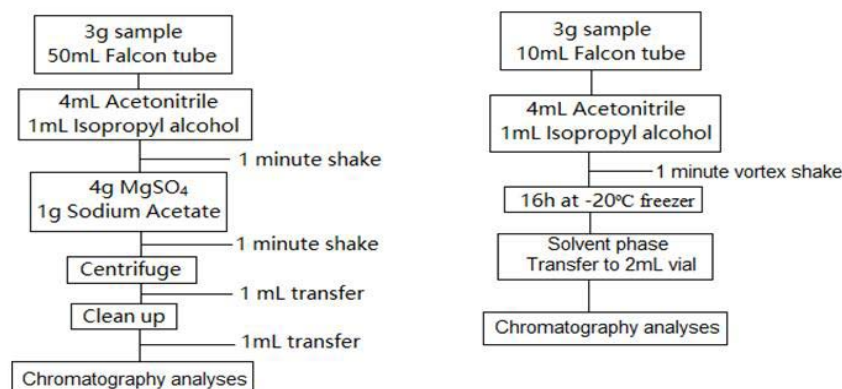 3g sample
50mL Falcon tube
4mL Acetonitrile
1mL Isopropyl alcohol
1 minute shake
4g MgSO₄
1g Sodium Acetate
1 minute shake
Centrifuge
1 mL transfer
Clean up
1mL transfer
Chromatography analyses
3g sample
10mL Falcon tube
4mL Acetonitrile
1mL Isopropyl alcohol
1 minute vortex shake
16h at -20℃ freezer
Solvent phase
Transfer to 2mL vial
Chromatography analyses